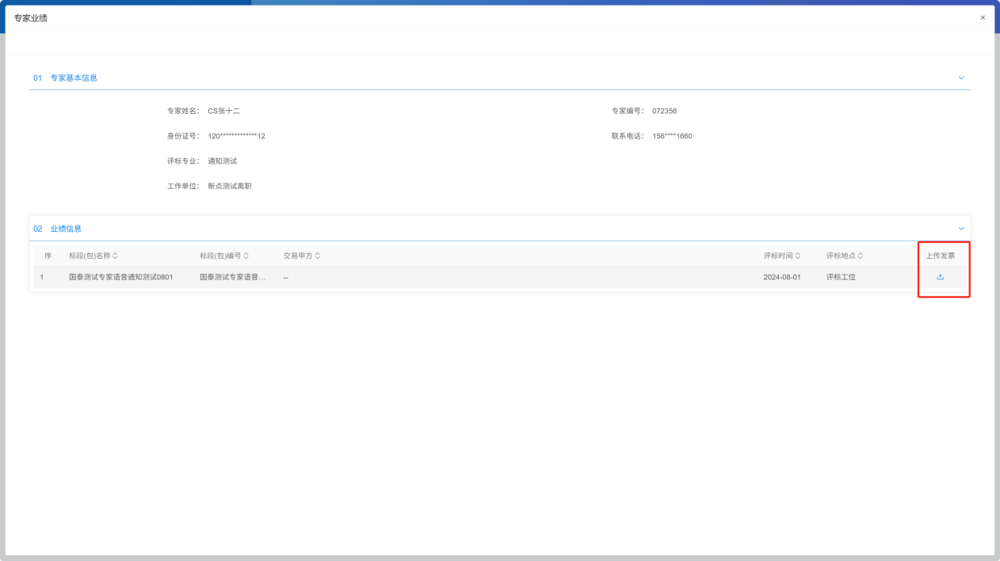 专家业绩 ×
01 专家基本信息
专家姓名： CS张十二 专家编号： 072356
身份证号： 120*************12 联系电话： 156****1660
评标专业： 通知测试
工作单位： 新点测试离职
02 业绩信息
序 标段(包)名称 标段(包)编号 交易甲方 评标时间 评标地点 上传发票
1 国泰测试专家语音通知测试0801 国泰测试专家语音... -- 2024-08-01 评标工位